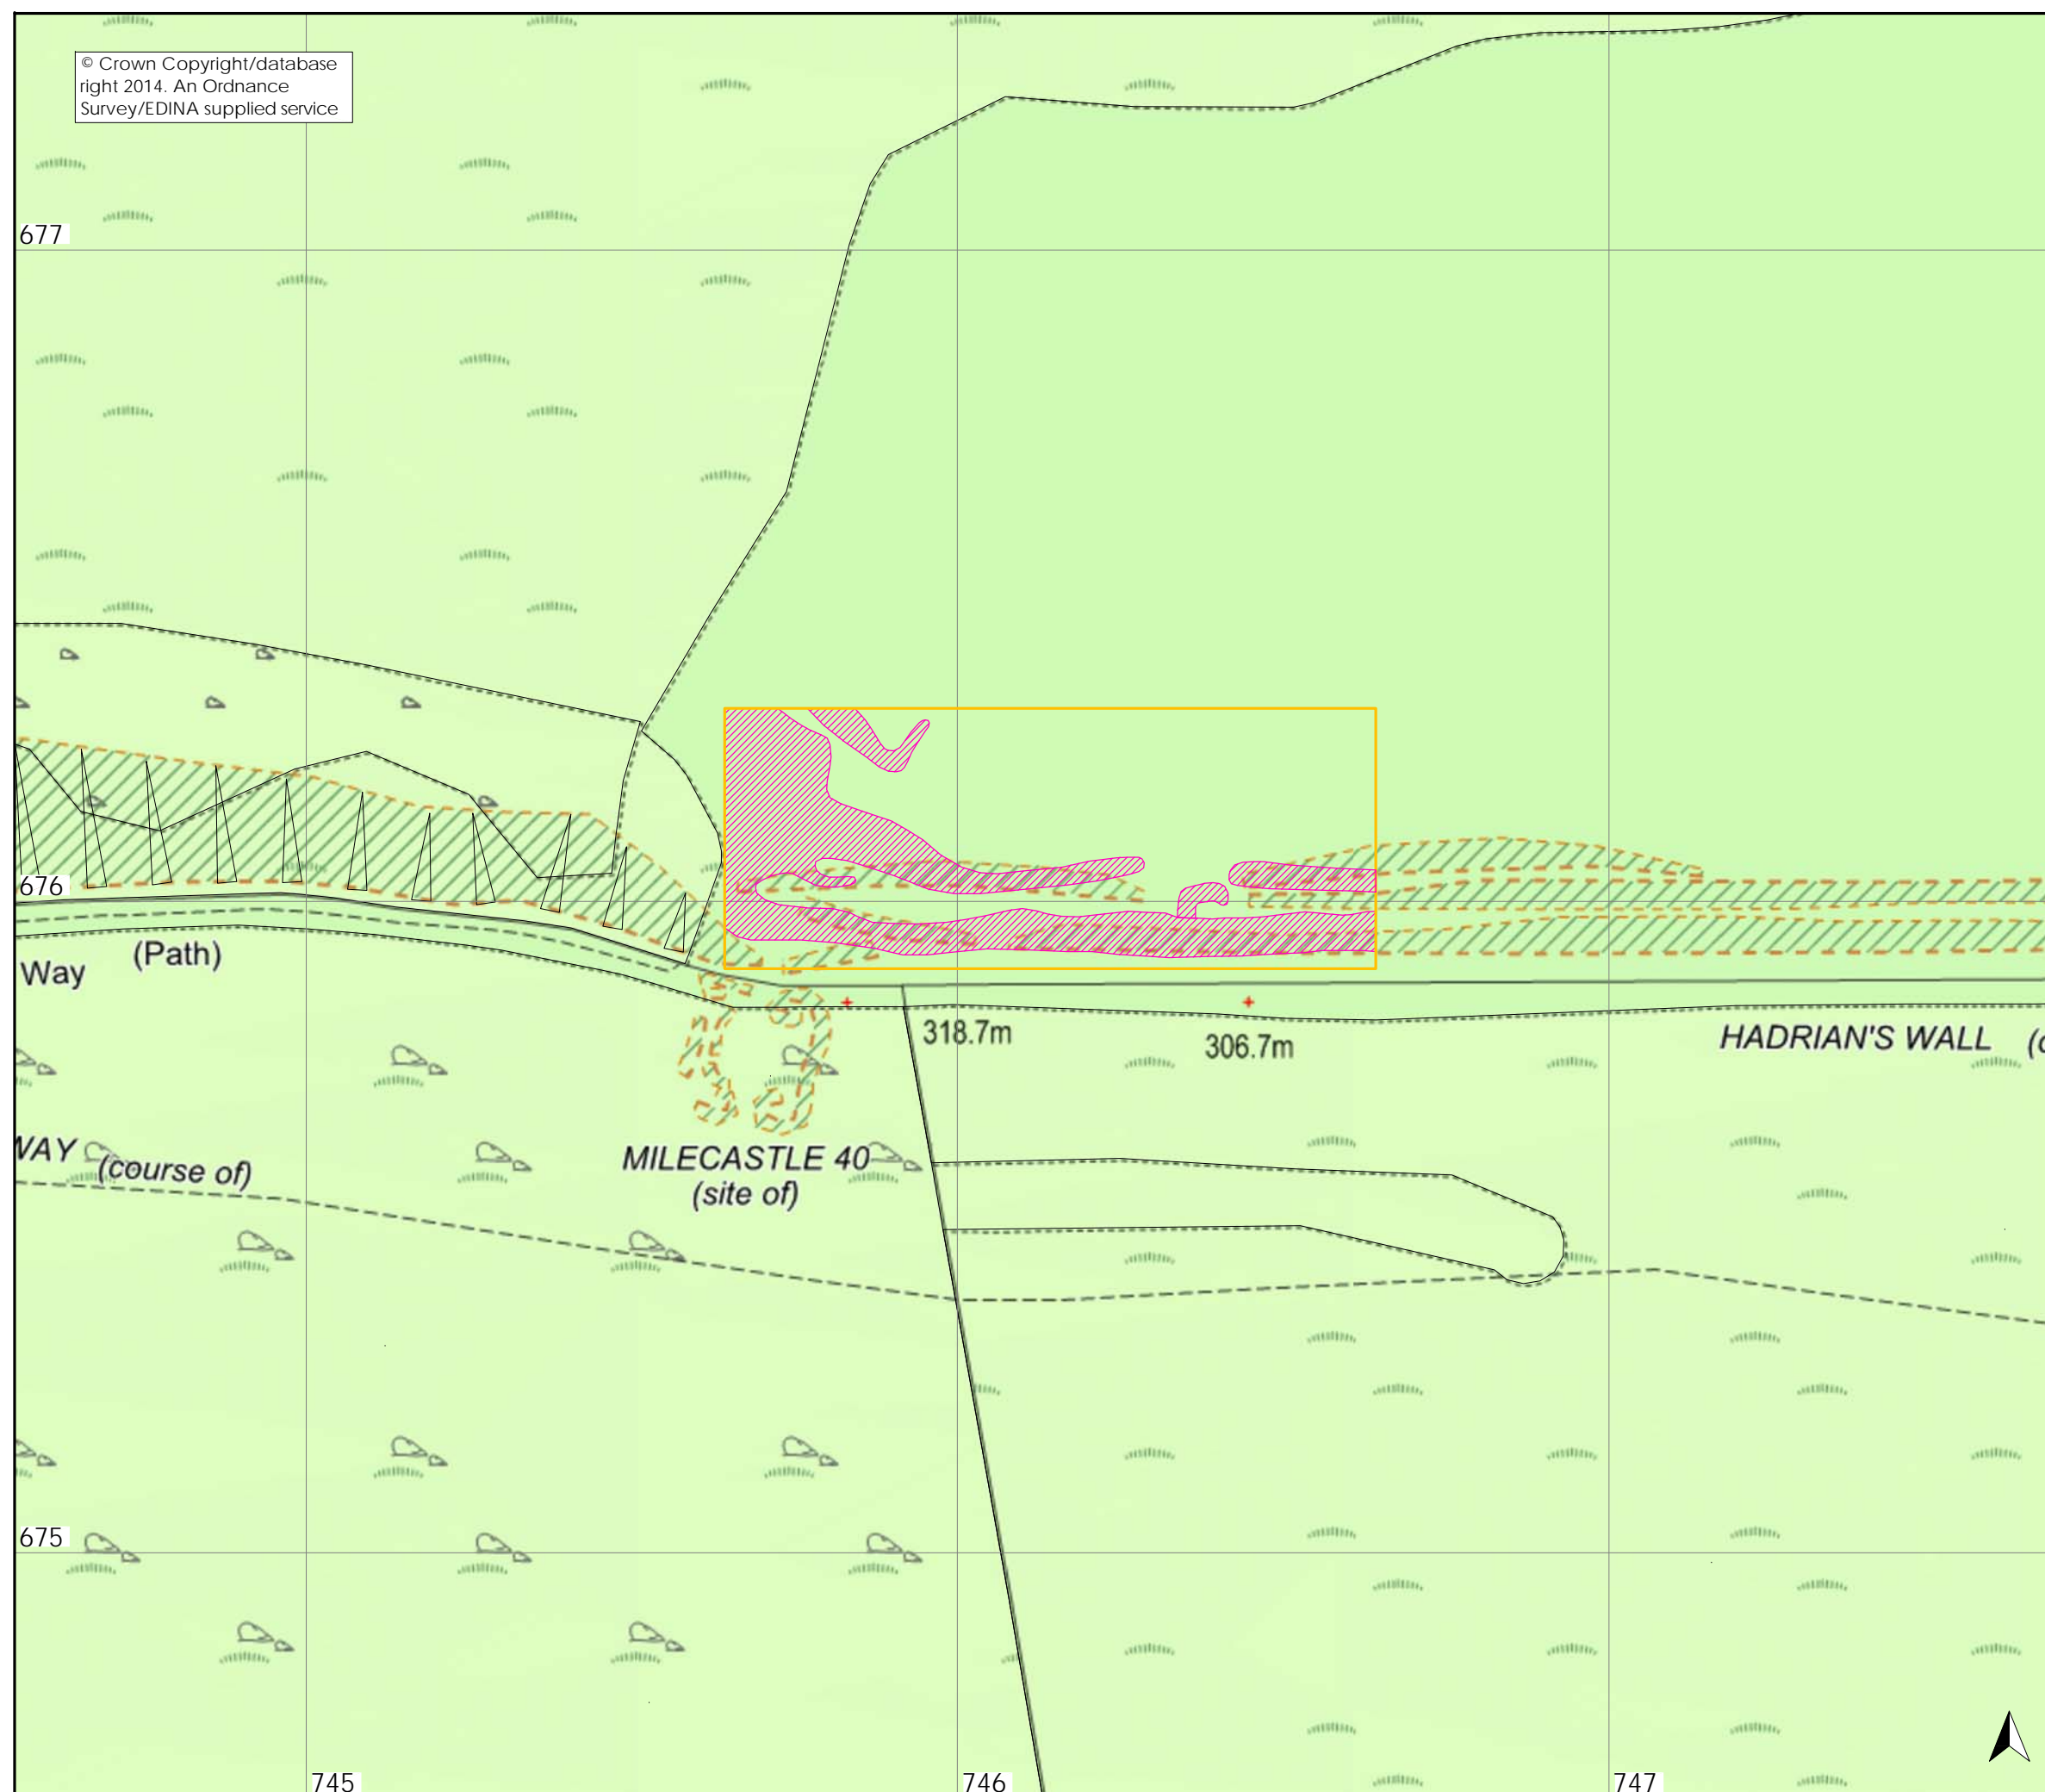 © Crown Copyright/database
right 2014. An Ordnance
Survey/EDINA supplied service
677
676
(Path)
Way
318.7m
306.7m
HADRIAN'S WALL
WAY (course of)
MILECASTLE 40
(site of)
675
745
746
747